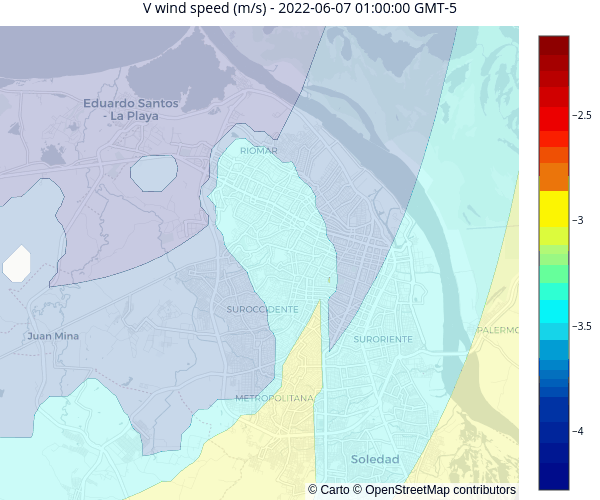 V wind speed (m/s) - 2022-06-07 01:00:00 GMT-5
Eduardo Santos
- La Playa
RIOMAR
SUROCCIDENTE
Juan Mina
SURORIENTE
PALERMO
METROPOLITANA
Soledad
© Carto © OpenStreetMap contributors
−2.5
−3
−3.5
−4